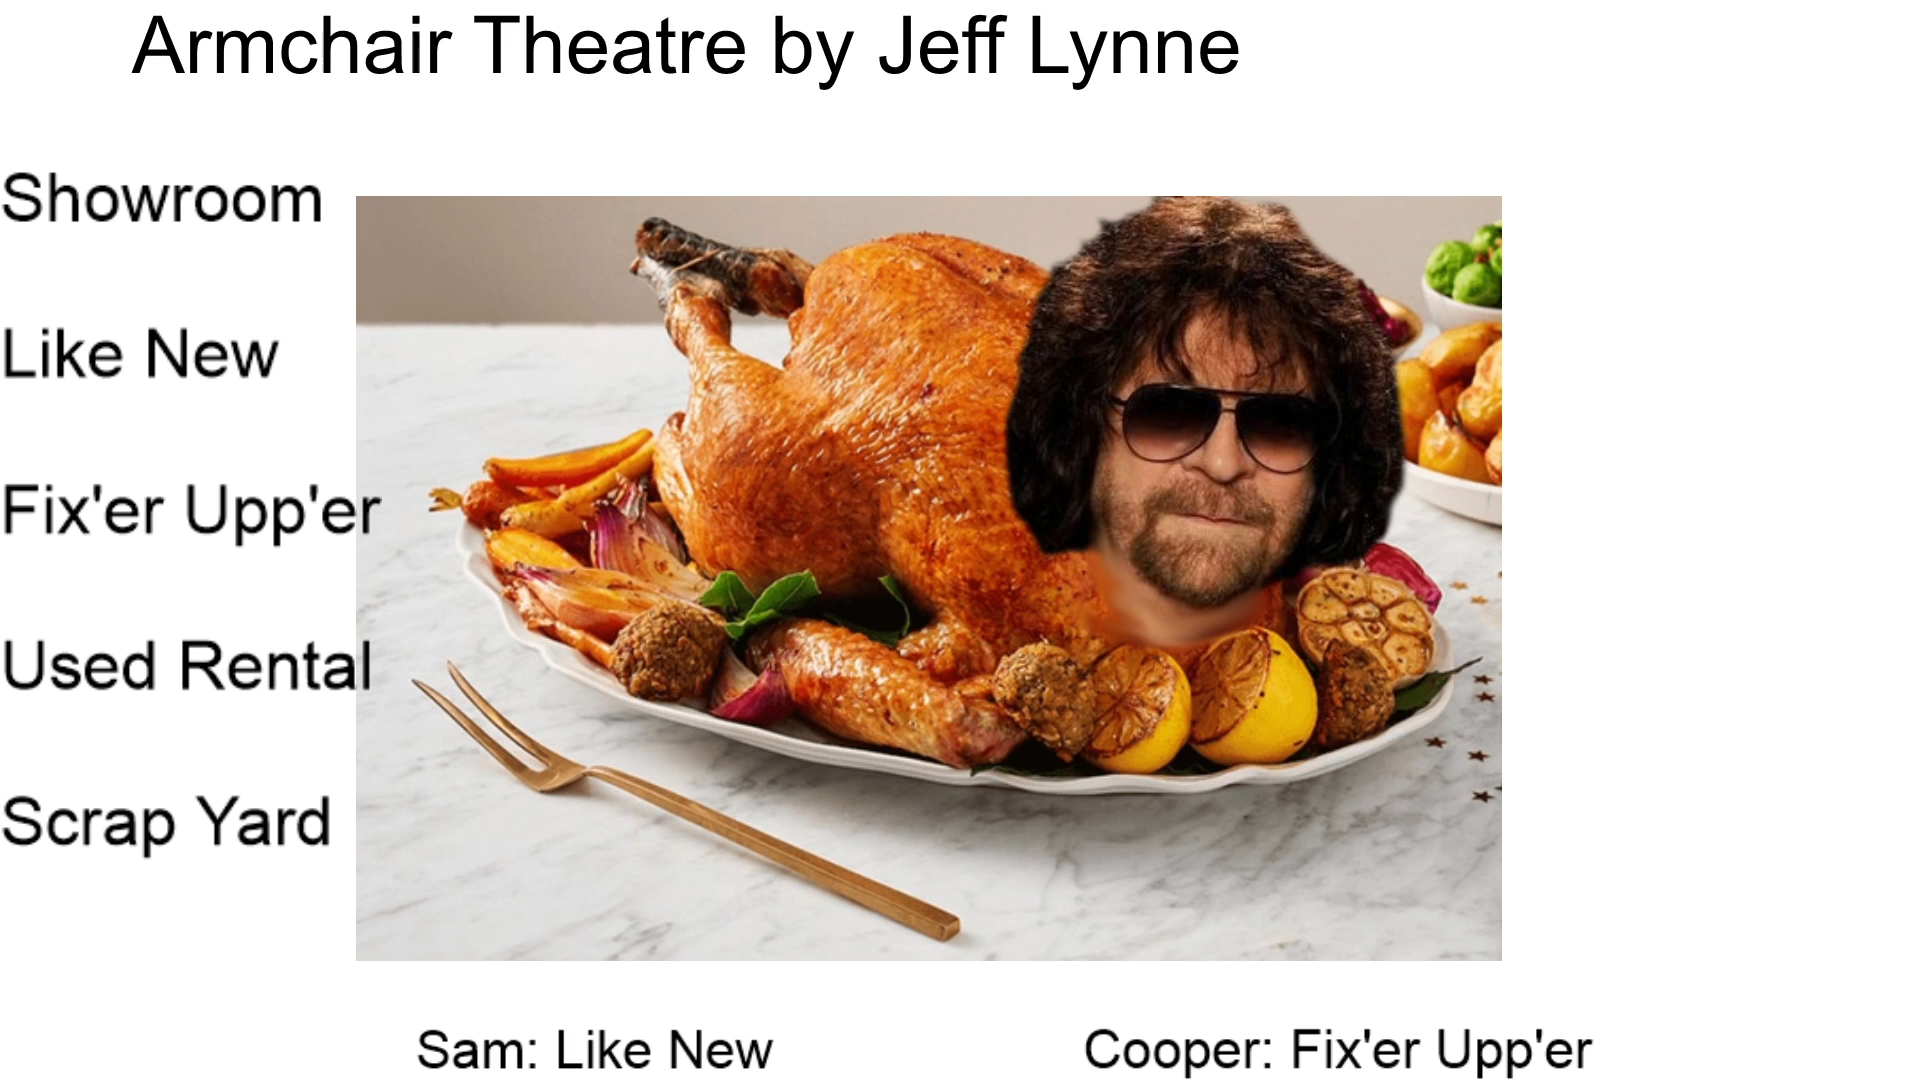 Armchair Theatre by Jeff Lynne
Showroom
Like New
Fix'er Upp'er
Used Rental
Scrap Yard
Sam: Like New
Cooper: Fix'er Upp'er